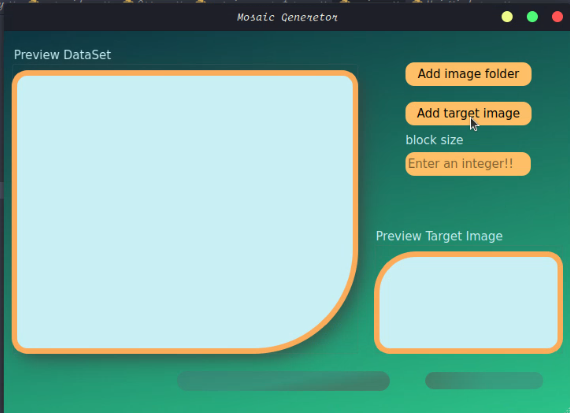 Mosaic Generetor
Preview DataSet
Add image folder
Add target image
block size
Enter an integer!!
Preview Target Image